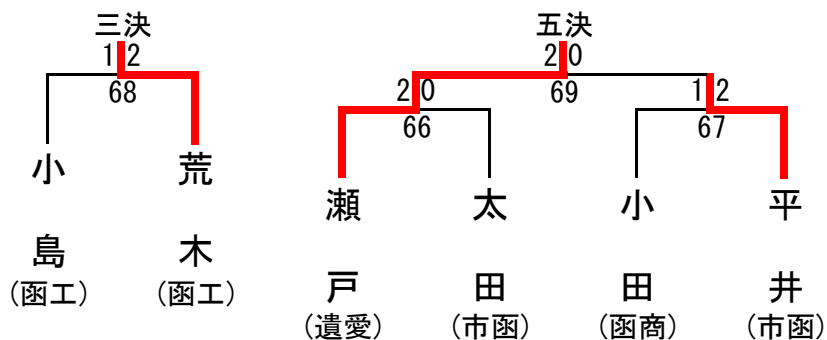 三決
1 2
68
小島
(函工)
荒木
(函工)
五決
2 0
69
2 0
66
1 2
67
瀬戸
(遺愛)
太田
(市函)
小田
(函商)
平井
(市函)